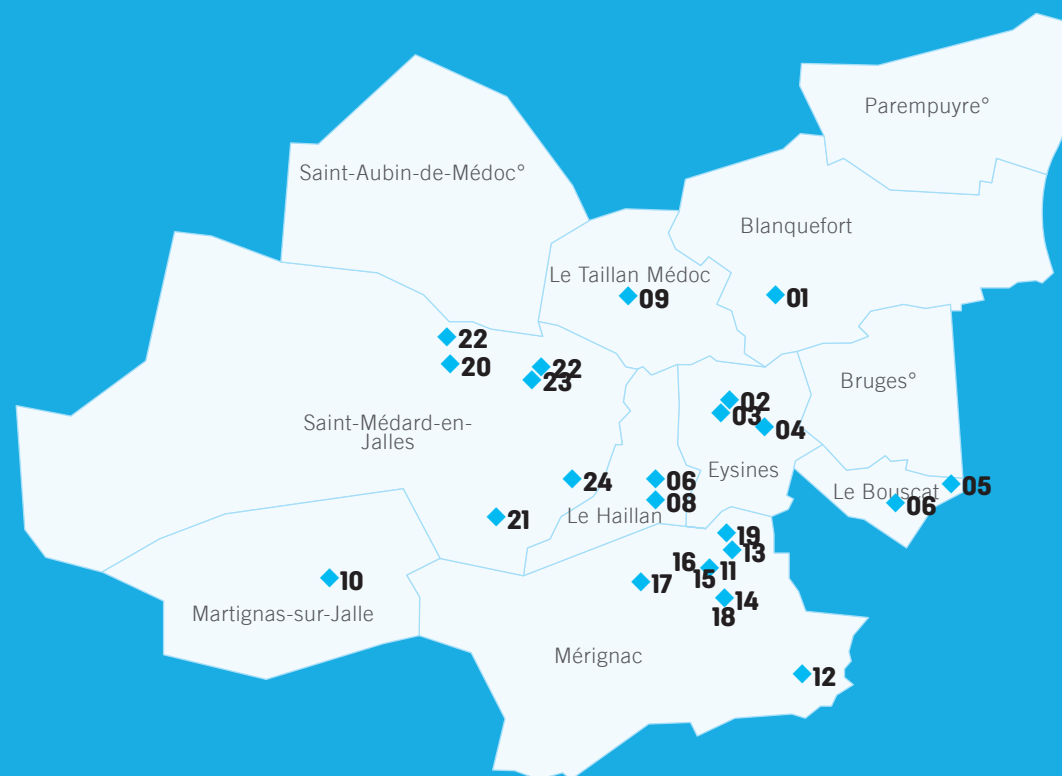 Parempuyre°
Saint-Aubin-de-Médoc°
Blanquefort
Le Taillan Médoc
09
01
22
20
22
23
Bruges°
02
03
04
Saint-Médard-en-
Jalles
Eysines
24
06
08
05
Le Bouscat
06
21
Le Haillan
19
13
16
11
15
17
10
14
18
Martignas-sur-Jalle
Mérignac
12